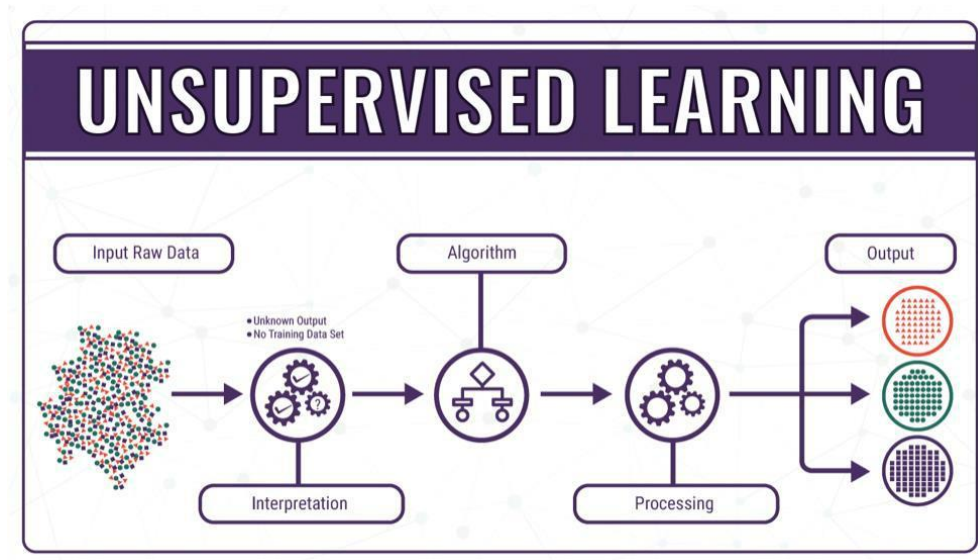 UNSUPERVISED LEARNING
Input Raw Data
Algorithm
Output
• Unknown Output
• No Training Data Set
?
Interpretation
Processing